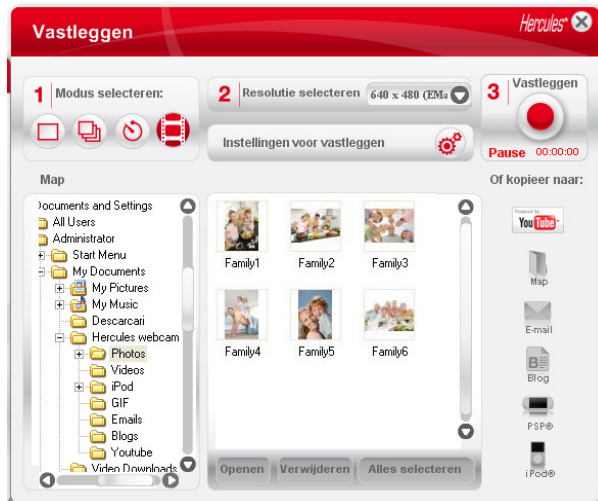 Vastleggen
Hercules®
1 Modus selecteren:
2 Resolutie selecteren 640 x 480 (EMa
Instellingen voor vastleggen
3 Vastleggen
Pause 00:00:00
Map
Of kopieer naar:
Documents and Settings
All Users
Administrator
Start Menu
My Documents
My Pictures
My Music
Descarcari
Hercules webcam
Photos
Videos
iPod
GIF
Emails
Blogs
Youtube
Video Downloads
Family1 Family2 Family3
Family4 Family5 Family6
Openen Verwijderen Alles selecteren
Powered by
YouTube
Map
E-mail
B
Blog
PSP®
iPod®